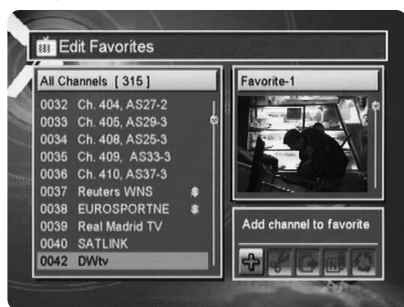 Edit Favorites
All Channels [ 315 ]
0032 Ch. 404, AS27-2
0033 Ch. 405, AS29-3
0034 Ch. 408, AS25-3
0035 Ch. 409, AS33-3
0036 Ch. 410, AS37-3
0037 Reuters WNS
0038 EUROSPORTNE
0039 Real Madrid TV
0040 SATLINK
0042 DWtv
Favorite-1
Add channel to favorite